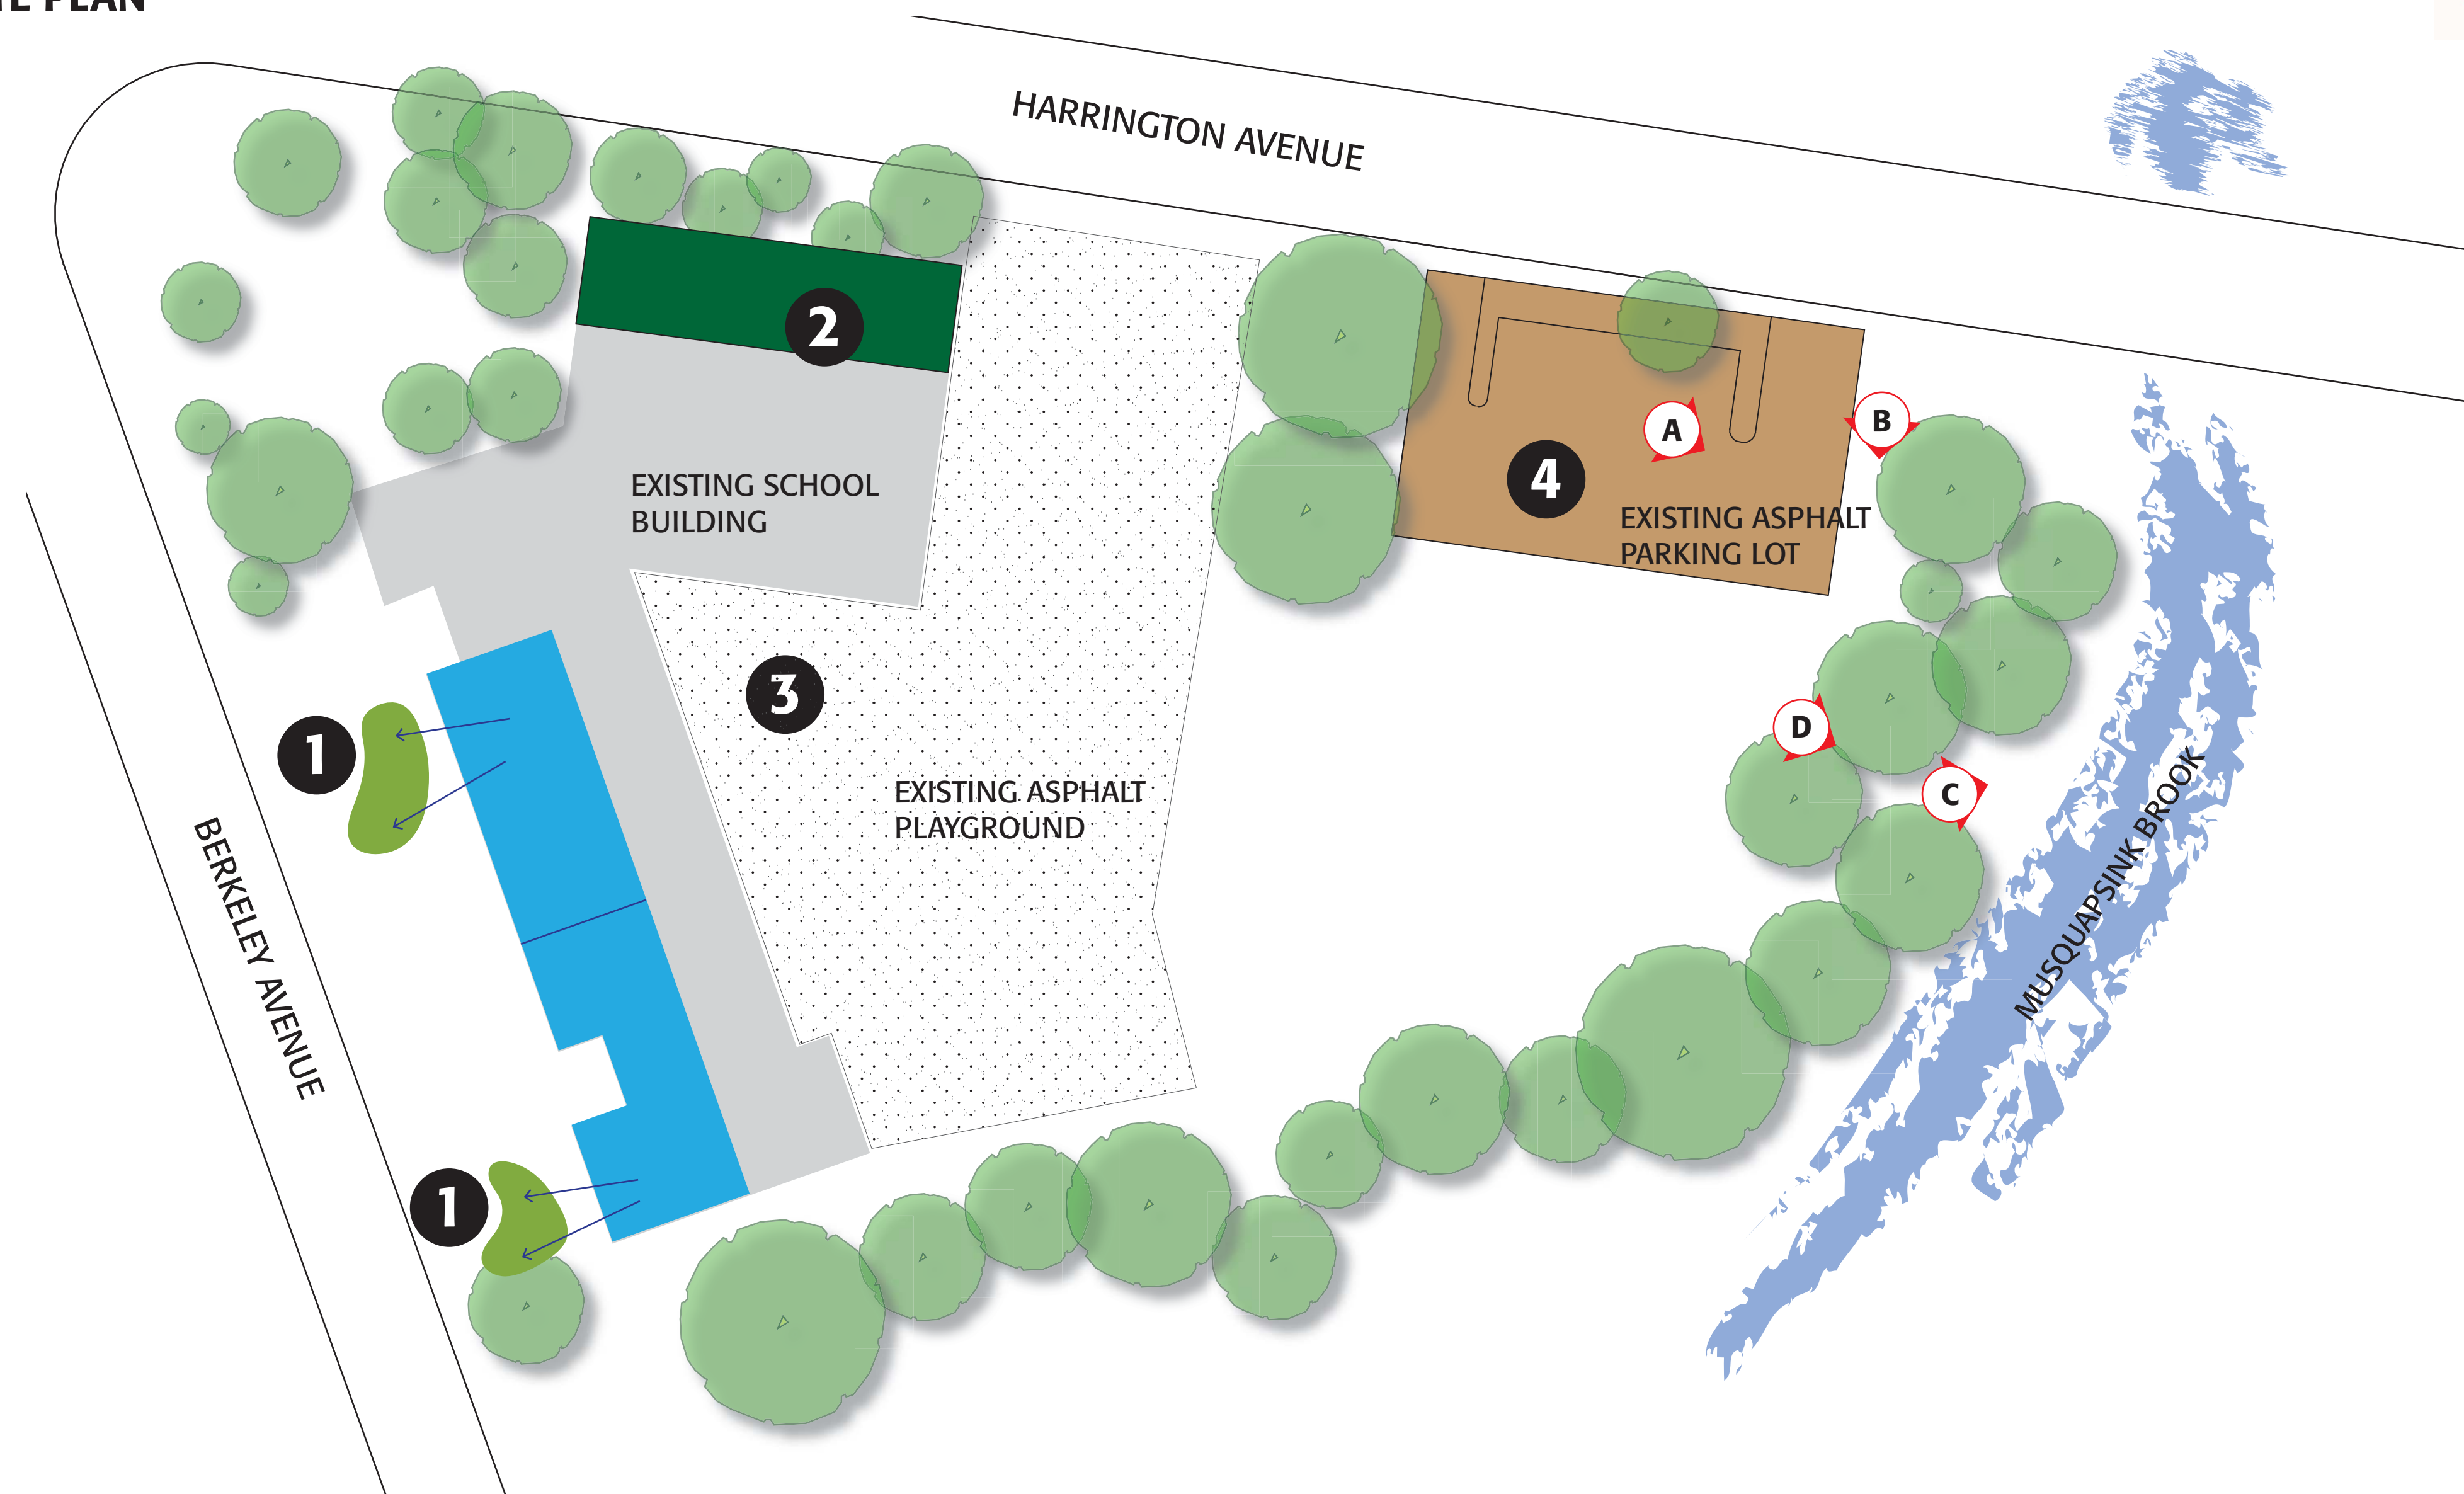 PLAN
HARRINGTON AVENUE
2
A
B
4
EXISTING SCHOOL
BUILDING
EXISTING ASPHALT
PARKING LOT
3
D
1
C
EXISTING ASPHALT
PLAYGROUND
MUSQUAPSINK BROOK
BERKELEY AVENUE
1